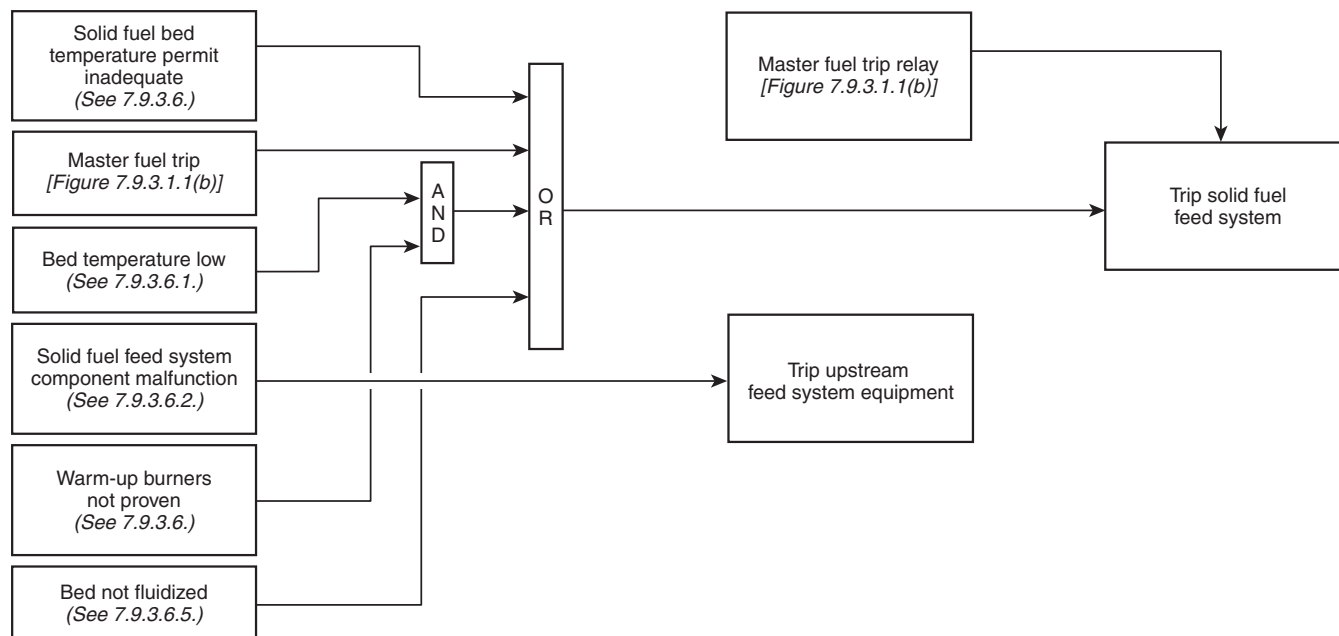 Solid fuel bed
temperature permit
inadequate
(See 7.9.3.6.)
Master fuel trip
[Figure 7.9.3.1.1(b)]
Bed temperature low
(See 7.9.3.6.1.)
Solid fuel feed system
component malfunction
(See 7.9.3.6.2.)
Warm-up burners
not proven
(See 7.9.3.6.)
Bed not fluidized
(See 7.9.3.6.5.)
A
N
D
O
R
Master fuel trip relay
[Figure 7.9.3.1.1(b)]
Trip upstream
feed system equipment
Trip solid fuel
feed system